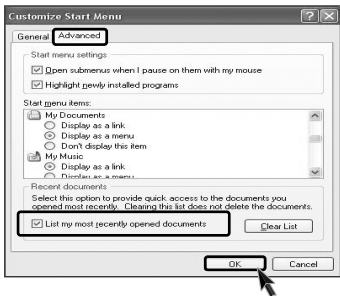 Customize Start Menu
General Advanced
Start menu settings
Open submenus when I pause on them with my mouse
Highlight newly installed programs
Start menu items:
My Documents
Display as a link
Display as a menu
Don't display this item
My Music
Display as a link
Display as a menu
Recent documents
Select this option to provide quick access to the documents you
opened most recently. Clearing this list does not delete the documents.
List my most recently opened documents Clear List
OK Cancel